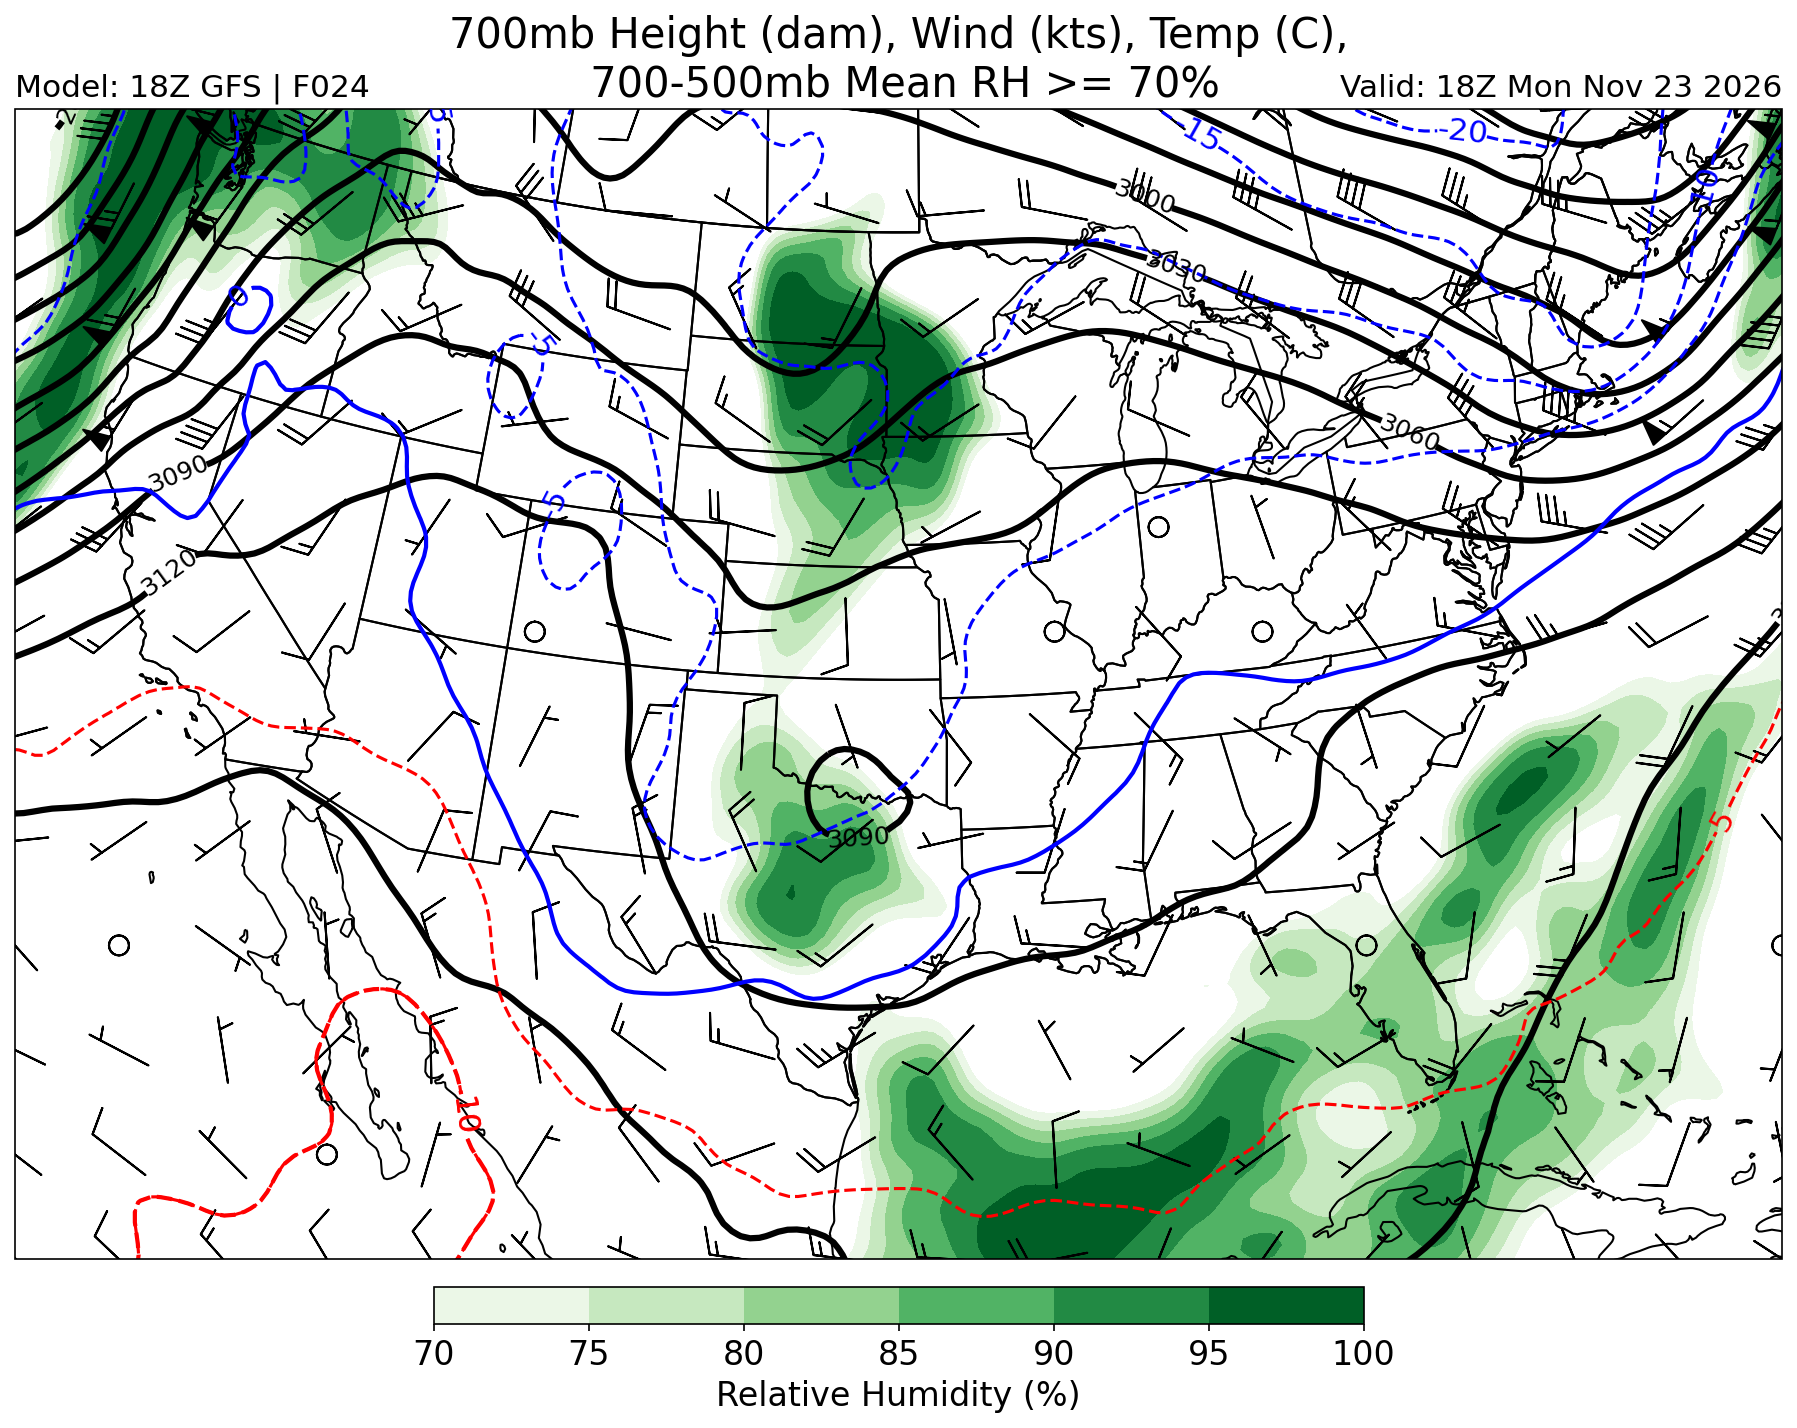 700mb Height (dam), Wind (kts), Temp (C),
700-500mb Mean RH >= 70%
Model: 18Z GFS | F024
Valid: 18Z Mon Nov 23 2026
-15
-20
3000
10
3030
0
-5
3060
3090
-5
3120
3090
5
10
70 75 80 85 90 95 100
Relative Humidity (%)